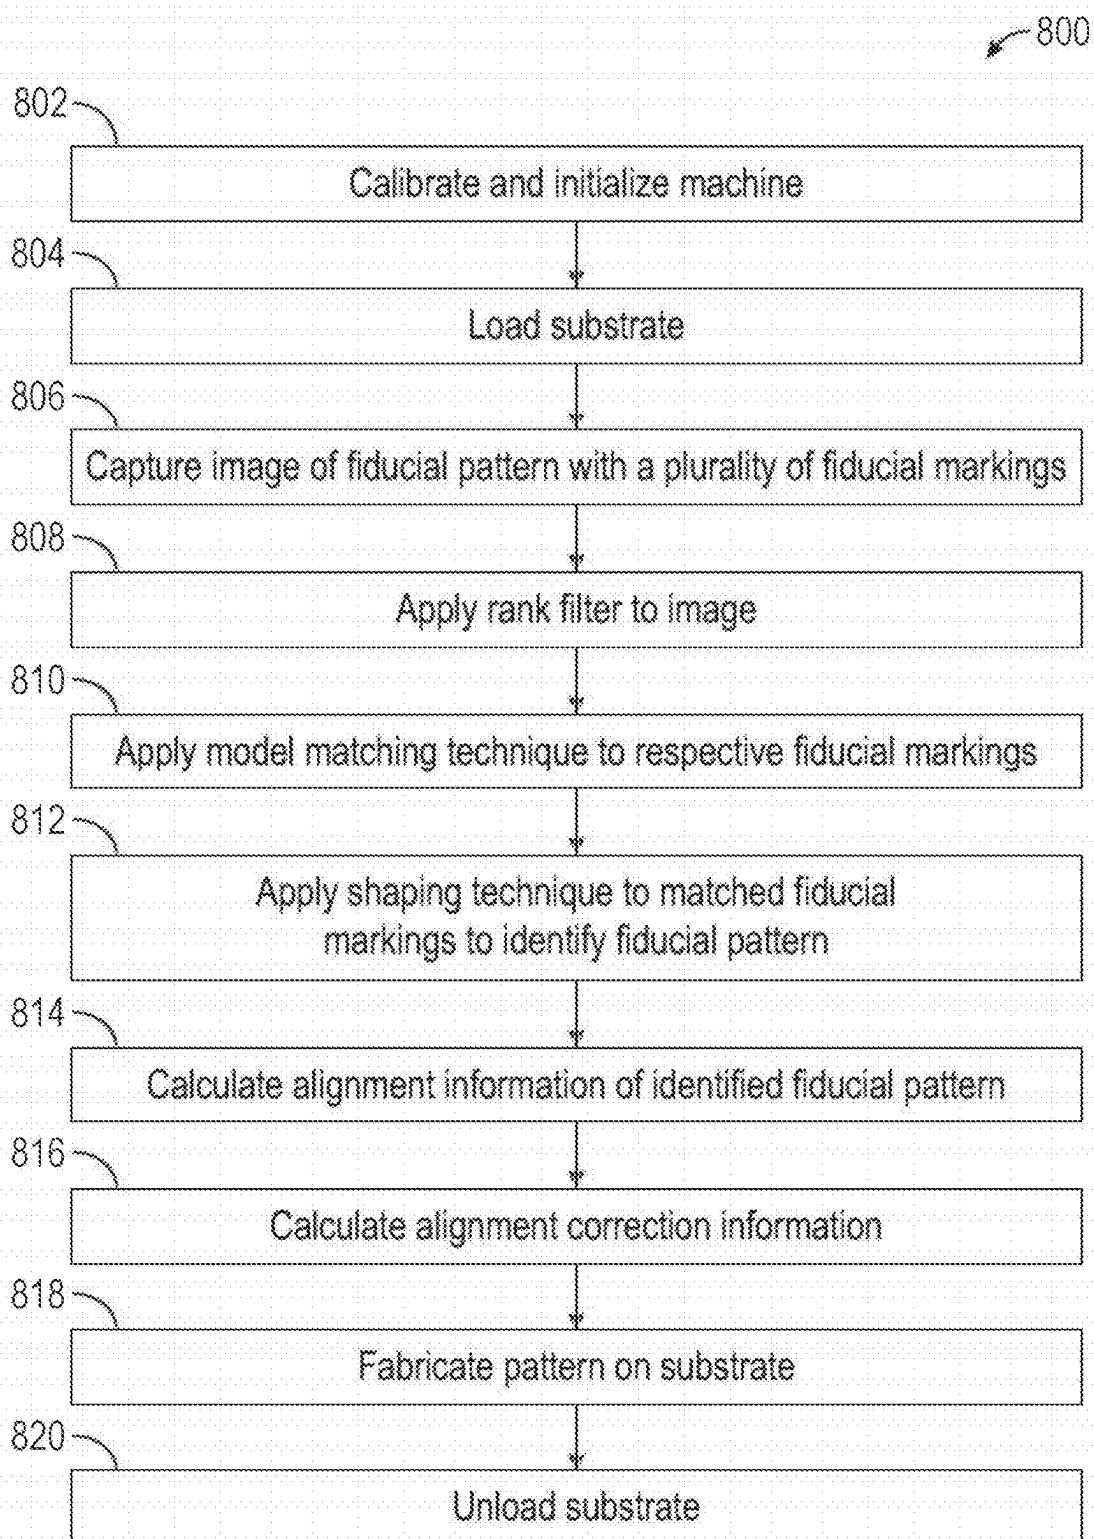 800
802
Calibrate and initialize machine
804
Load substrate
806
Capture image of fiducial pattern with a plurality of fiducial markings
808
Apply rank filter to image
810
Apply model matching technique to respective fiducial markings
812
Apply shaping technique to matched fiducial
markings to identify fiducial pattern
814
Calculate alignment information of identified fiducial pattern
816
Calculate alignment correction information
818
Fabricate pattern on substrate
820
Unload substrate